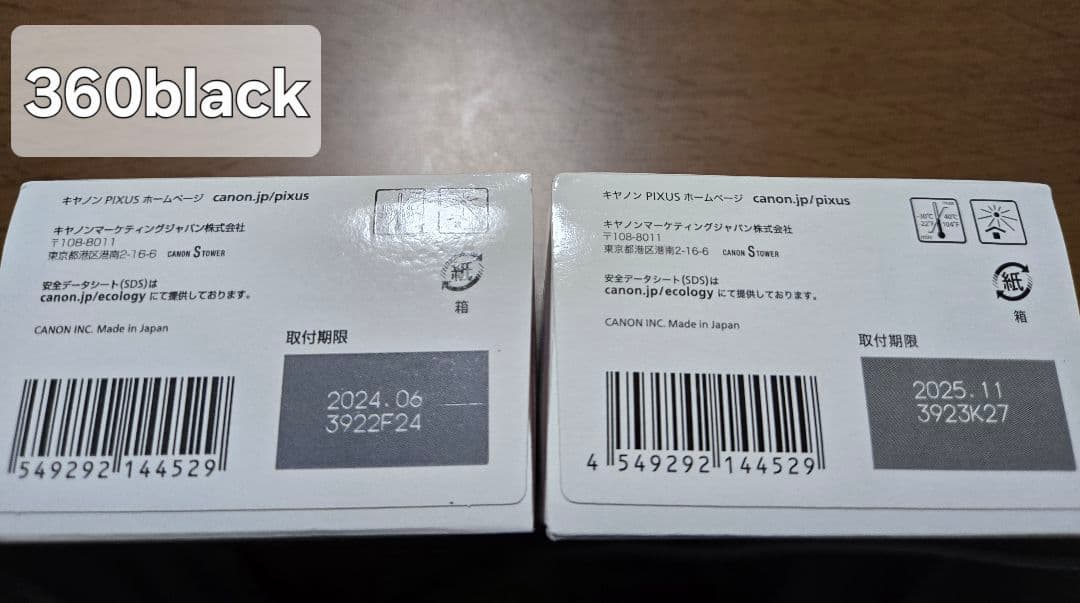 360black
キヤノン PIXUS ホームページ canon.jp/pixus
キヤノンマーケティングジャパン株式会社
〒108-8011
東京都港区港南2-16-6 CANON S TOWER
安全データシート(SDS)は
canon.jp/ecology にて提供しております。
CANON INC. Made in Japan
紙
箱
取付期限
2024.06
3922F24
549292 144529
キヤノン PIXUS ホームページ canon.jp/pixus
キヤノンマーケティングジャパン株式会社
〒108-8011
東京都港区港南2-16-6 CANON S TOWER
安全データシート(SDS)は
canon.jp/ecology にて提供しております。
CANON INC. Made in Japan
-30℃ 40℃
-22℉ 104℉
紙
箱
取付期限
2025.11
3923K27
4 549292 144529